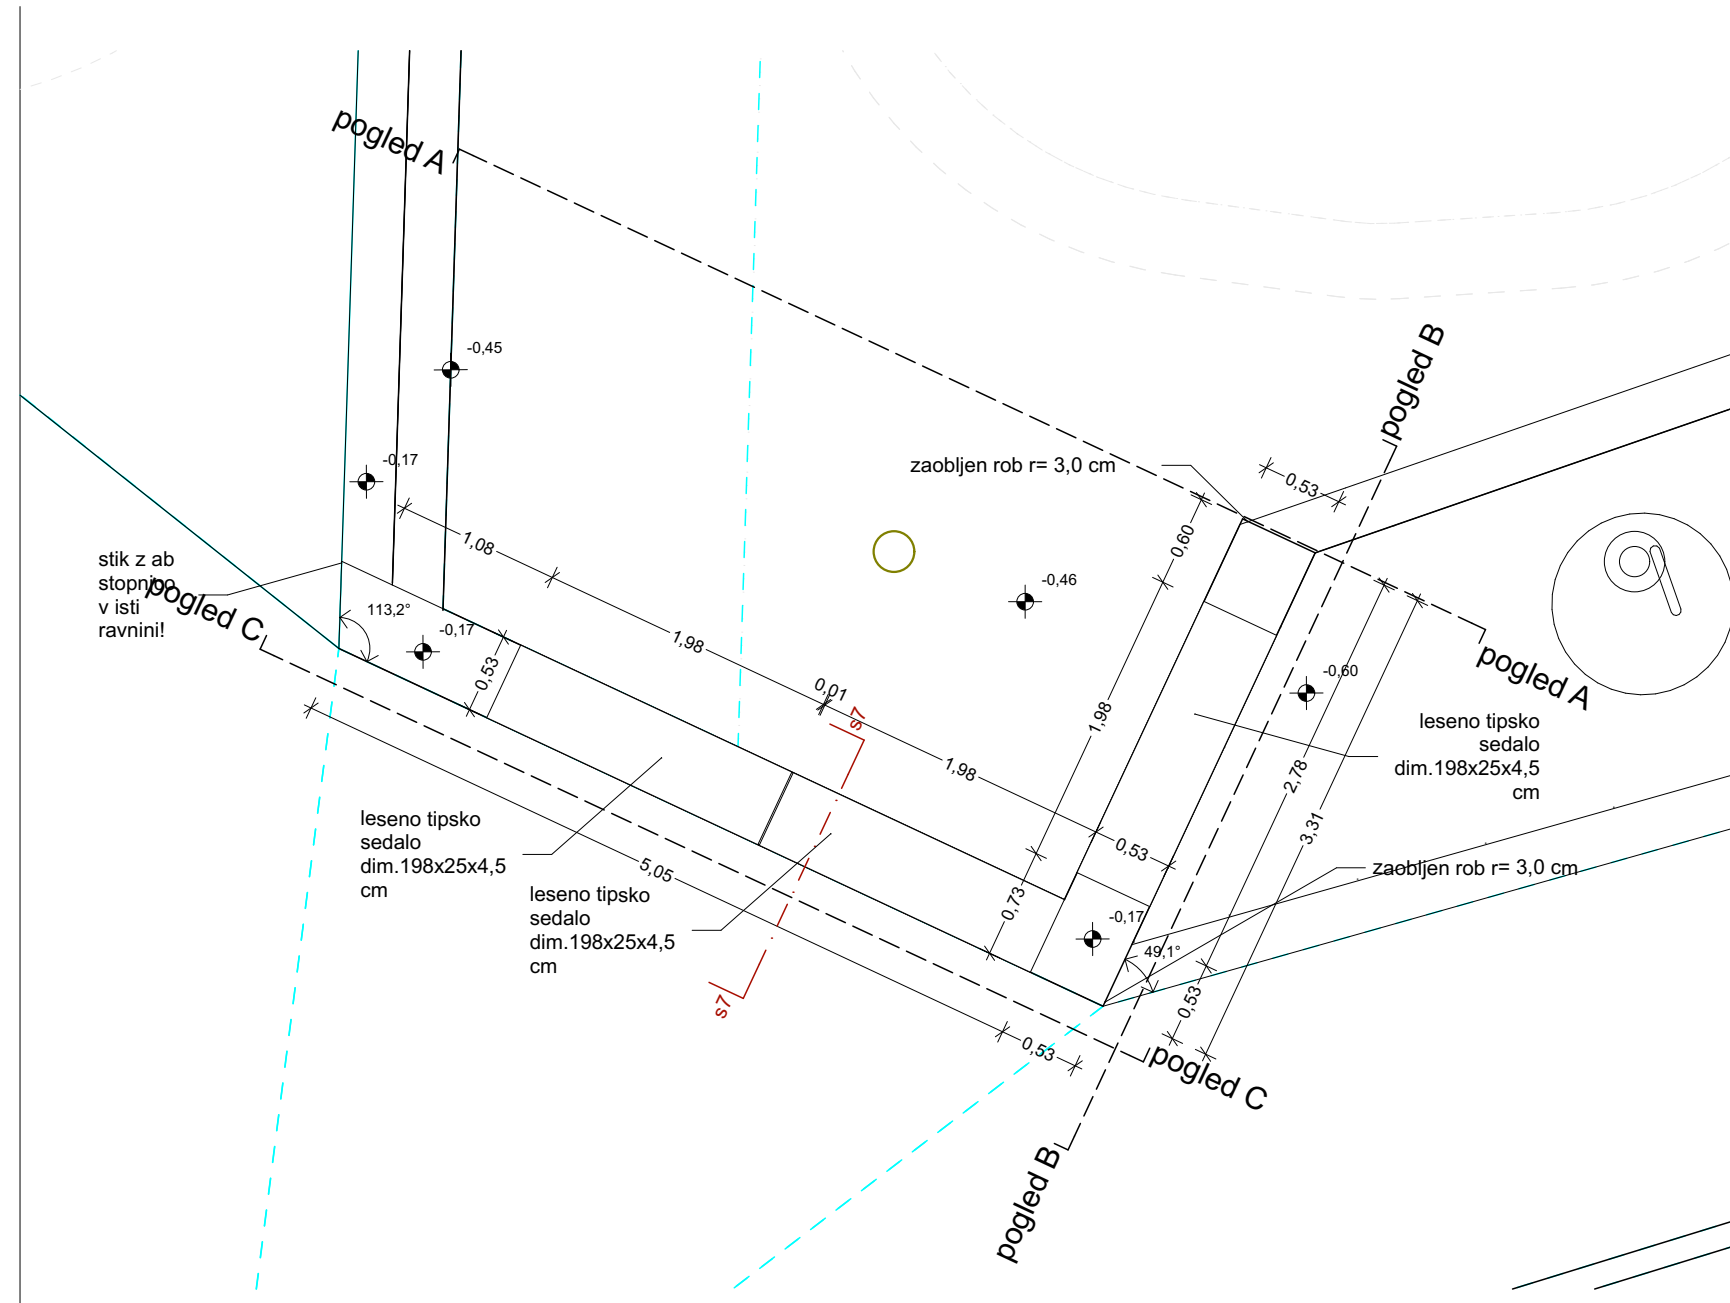 pogled A
pogled B
-0,45
-0,17
zaobljen rob r= 3,0 cm
0,53
1,08
0,60
stik z ab
stopnico
v isti
ravnini!
pogled C
113,2°
-0,17
-0,46
1,98
0,53
0,01
s7
-0,60
pogled A
1,98
leseno tipsko
sedalo
dim.198x25x4,5
cm
2,78
1,98
3,31
leseno tipsko
sedalo
dim.198x25x4,5
cm
5,05
0,53
zaobljen rob r= 3,0 cm
leseno tipsko
sedalo
dim.198x25x4,5
cm
0,73
-0,17
49,1°
0,53
s7
0,53
pogled C
pogled B